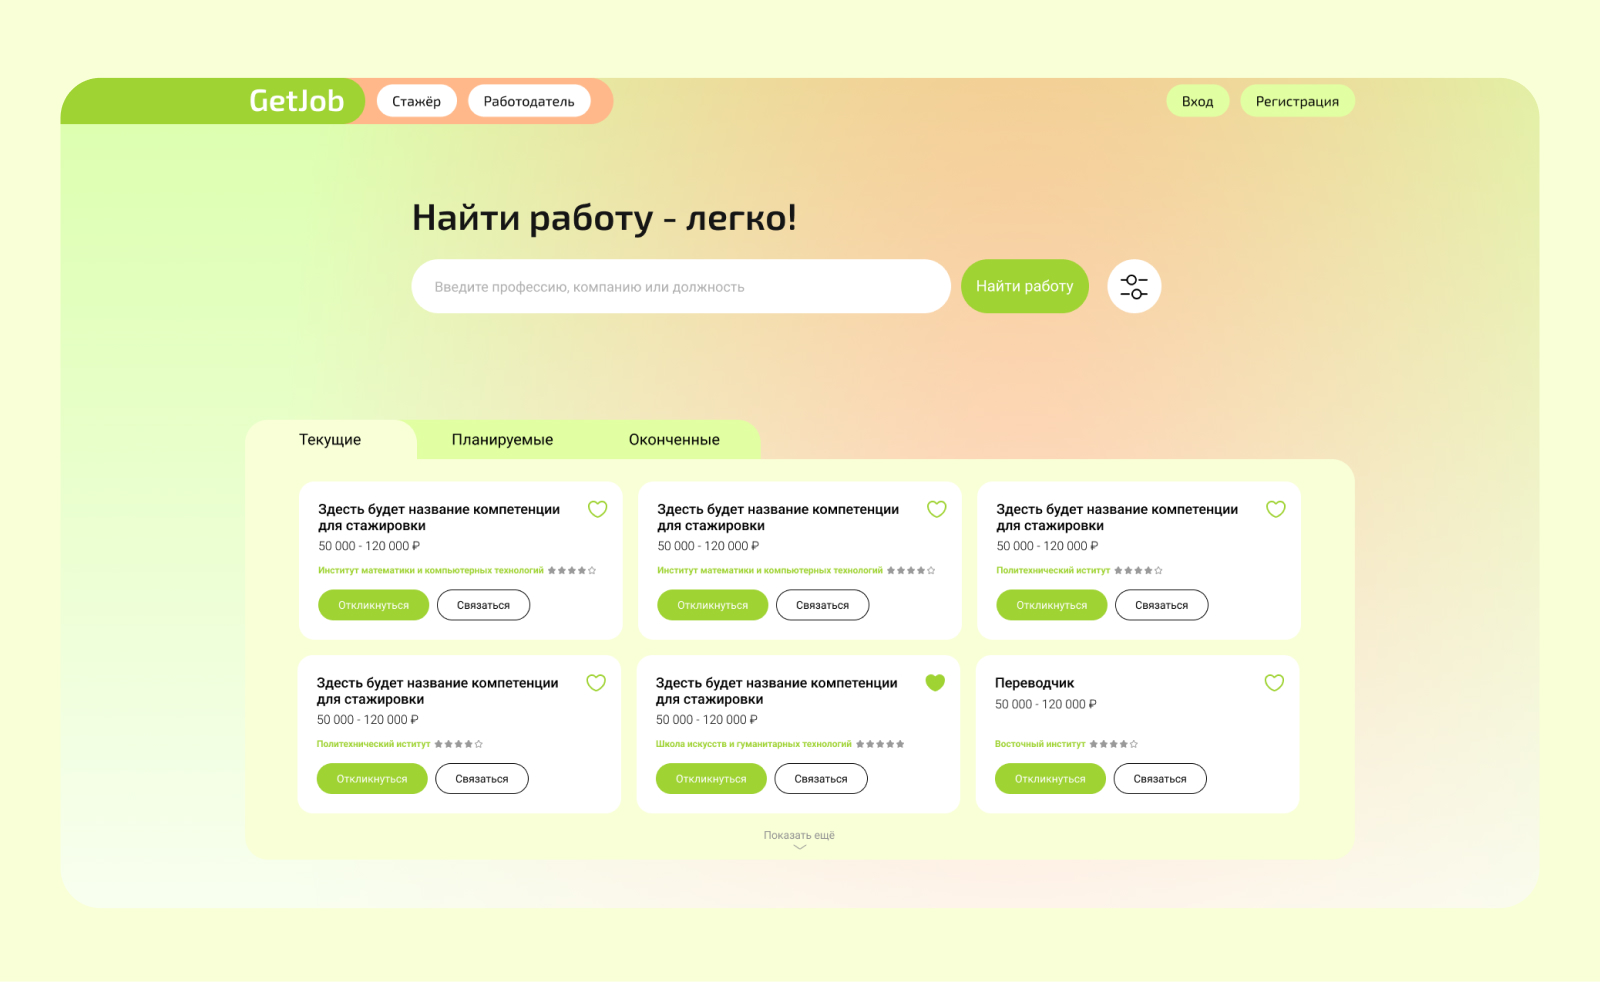 GetJob
Стажёр
Работодатель
Вход
Регистрация
Найти работу - легко!
Введите профессию, компанию или должность
Найти работу
Текущие
Планируемые
Оконченные
Здесть будет название компетенции
для стажировки
50 000 - 120 000 ₽
Институт математики и компьютерных технологий
Откликнуться
Связаться
Здесть будет название компетенции
для стажировки
50 000 - 120 000 ₽
Институт математики и компьютерных технологий
Откликнуться
Связаться
Здесть будет название компетенции
для стажировки
50 000 - 120 000 ₽
Политехнический иститут
Откликнуться
Связаться
Здесть будет название компетенции
для стажировки
50 000 - 120 000 ₽
Политехнический иститут
Откликнуться
Связаться
Здесть будет название компетенции
для стажировки
50 000 - 120 000 ₽
Школа искусств и гуманитарных технологий
Откликнуться
Связаться
Переводчик
50 000 - 120 000 ₽
Восточный институт
Откликнуться
Связаться
Показать ещё